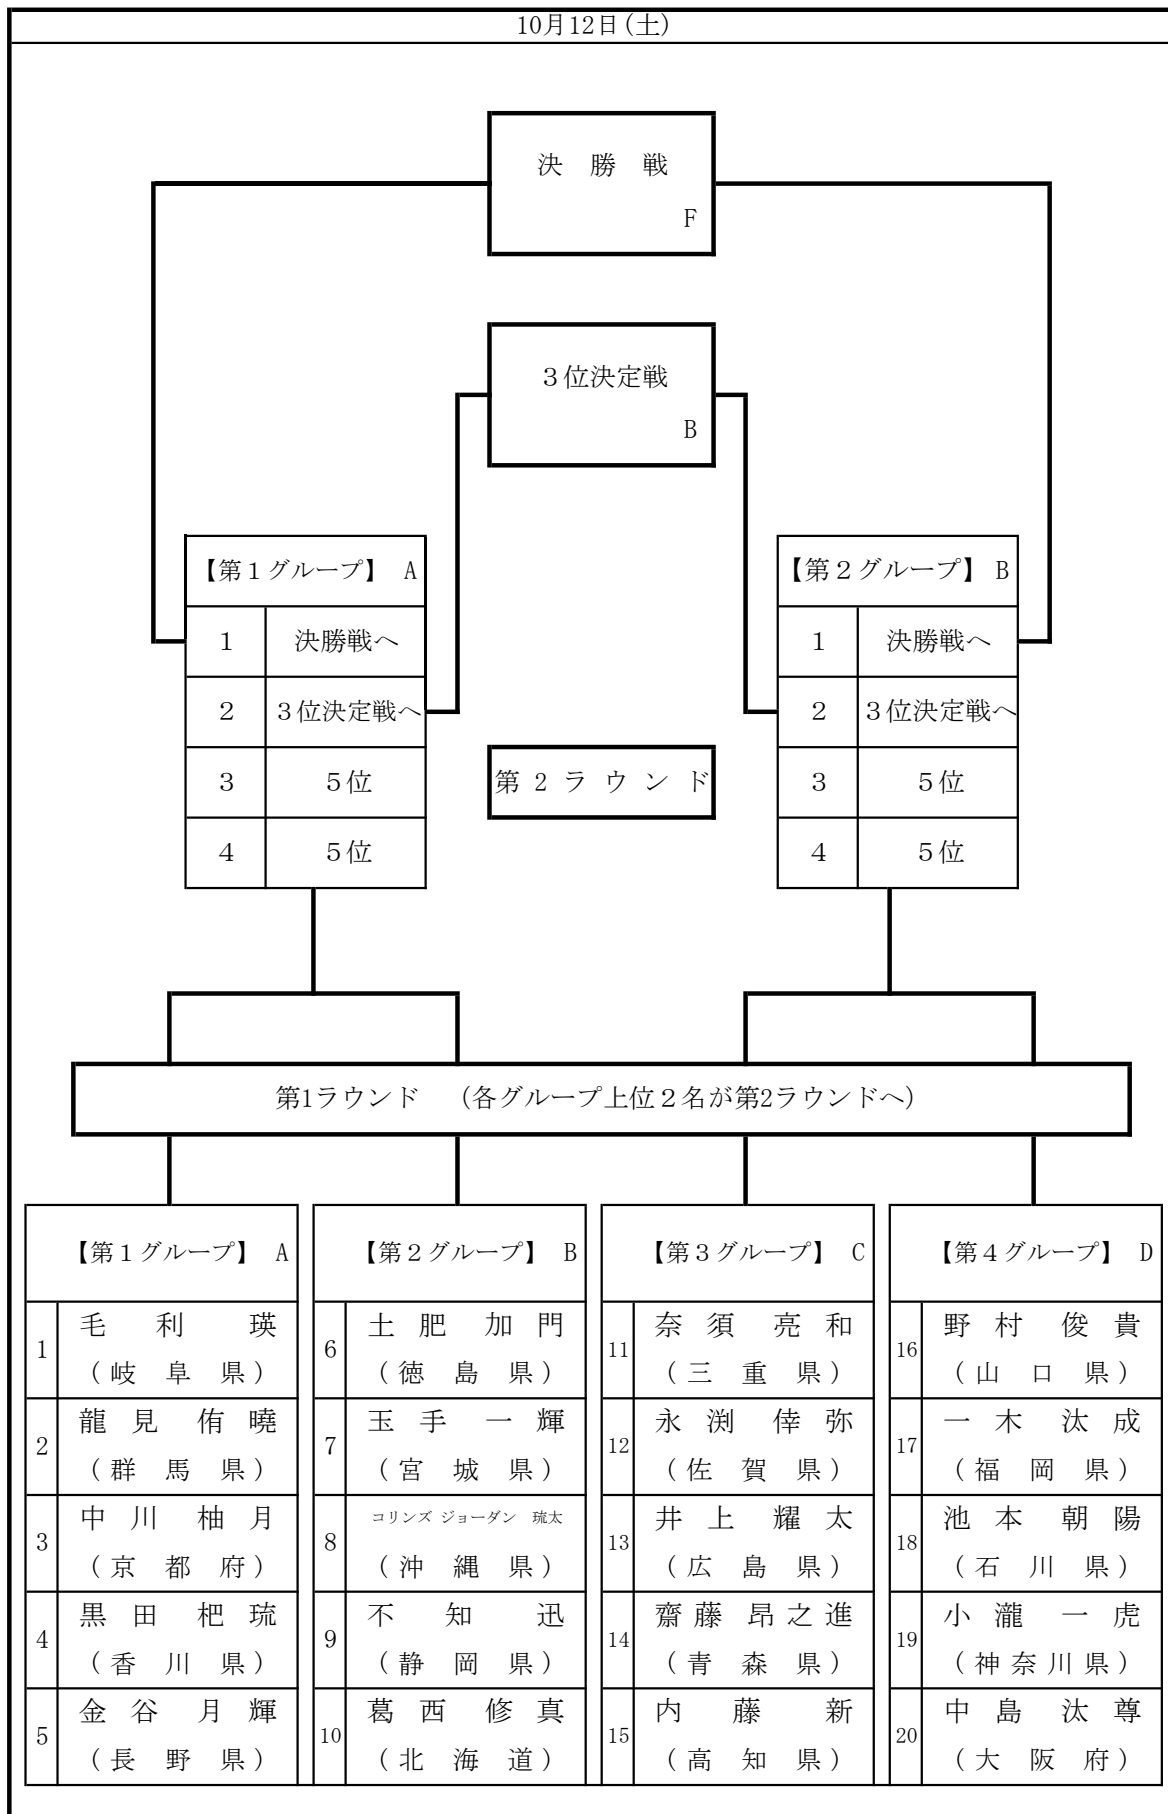 10月12日(土)
決 勝 戦
F
３位決定戦
B
【第１グループ】 A
1 決勝戦へ
2 ３位決定戦へ
3 ５位
4 ５位
【第２グループ】 B
1 決勝戦へ
2 ３位決定戦へ
3 ５位
4 ５位
第 2 ラ ウ ン ド
第1ラウンド （各グループ上位２名が第2ラウンドへ）
【第１グループ】 A
1 毛 利 瑛
（岐 阜 県）
2 龍 見 侑 曉
（群 馬 県）
3 中 川 柚 月
（京 都 府）
4 黒 田 杷 琉
（香 川 県）
5 金 谷 月 輝
（長 野 県）
【第２グループ】 B
6 土 肥 加 門
（徳 島 県）
7 玉 手 一 輝
（宮 城 県）
8 コリンズ ジョーダン 琉太
（沖 縄 県）
9 不 知 迅
（静 岡 県）
10 葛 西 修 真
（北 海 道）
【第３グループ】 C
11 奈 須 亮 和
（三 重 県）
12 永 渕 倖 弥
（佐 賀 県）
13 井 上 耀 太
（広 島 県）
14 齋 藤 昂 之 進
（青 森 県）
15 内 藤 新
（高 知 県）
【第４グループ】 D
16 野 村 俊 貴
（山 口 県）
17 一 木 汰 成
（福 岡 県）
18 池 本 朝 陽
（石 川 県）
19 小 瀧 一 虎
（神 奈 川 県）
20 中 島 汰 尊
（大 阪 府）